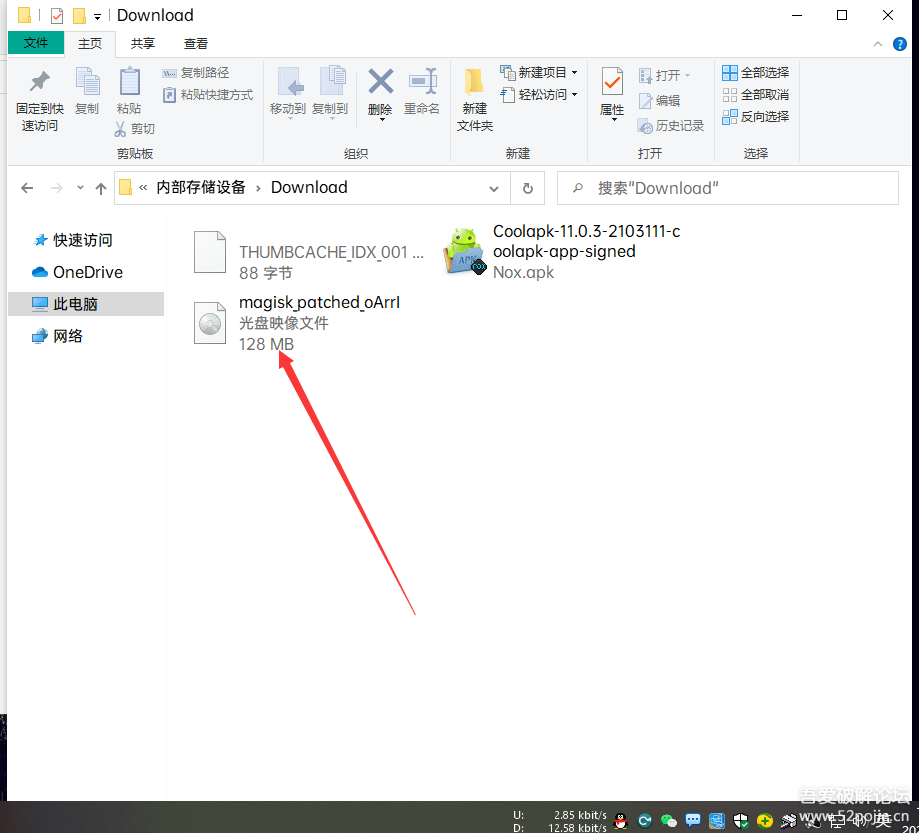 Download
文件 主页 共享 查看
固定到快
速访问
复制
粘贴
复制路径
粘贴快捷方式
剪切
移动到 复制到
删除 重命名
新建
文件夹
新建项目
轻松访问
属性
打开
编辑
历史记录
全部选择
全部取消
反向选择
剪贴板 组织 新建 打开 选择
« 内部存储设备 › Download
搜索"Download"
快速访问
OneDrive
此电脑
网络
THUMBCACHE_IDX_001 ...
88 字节
Coolapk-11.0.3-2103111-c
oolapk-app-signed
Nox.apk
magisk_patched_oArrI
光盘映像文件
128 MB
吾爱破解论坛
www.52pojie.cn
U: 2.85 kbit/s
D: 12.58 kbit/s
英